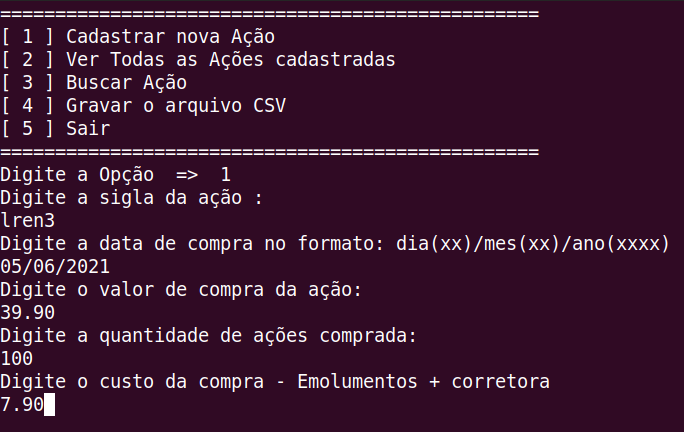 =================================================
[ 1 ] Cadastrar nova Ação
[ 2 ] Ver Todas as Ações cadastradas
[ 3 ] Buscar Ação
[ 4 ] Gravar o arquivo CSV
[ 5 ] Sair
=================================================
Digite a Opção  =>  1
Digite a sigla da ação :
lren3
Digite a data de compra no formato: dia(xx)/mes(xx)/ano(xxxx)
05/06/2021
Digite o valor de compra da ação:
39.90
Digite a quantidade de ações comprada:
100
Digite o custo da compra - Emolumentos + corretora
7.90